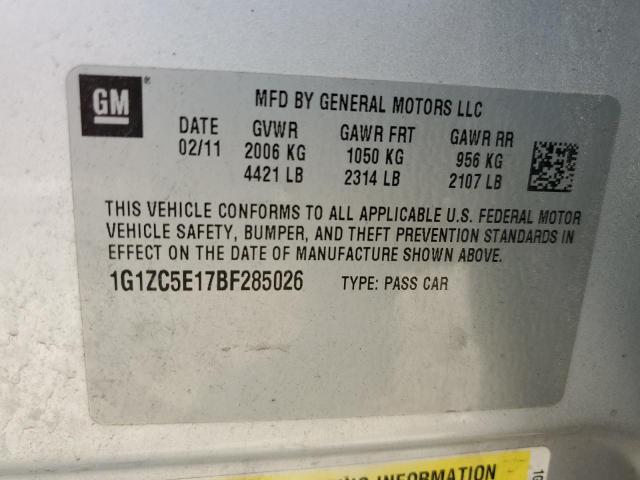 GM®
MFD BY GENERAL MOTORS LLC
DATE GVWR GAWR FRT GAWR RR
02/11 2006 KG 1050 KG 956 KG
4421 LB 2314 LB 2107 LB
THIS VEHICLE CONFORMS TO ALL APPLICABLE U.S. FEDERAL MOTOR
VEHICLE SAFETY, BUMPER, AND THEFT PREVENTION STANDARDS IN
EFFECT ON THE DATE OF MANUFACTURE SHOWN ABOVE.
1G1ZC5E17BF285026 TYPE: PASS CAR
INFORMATION